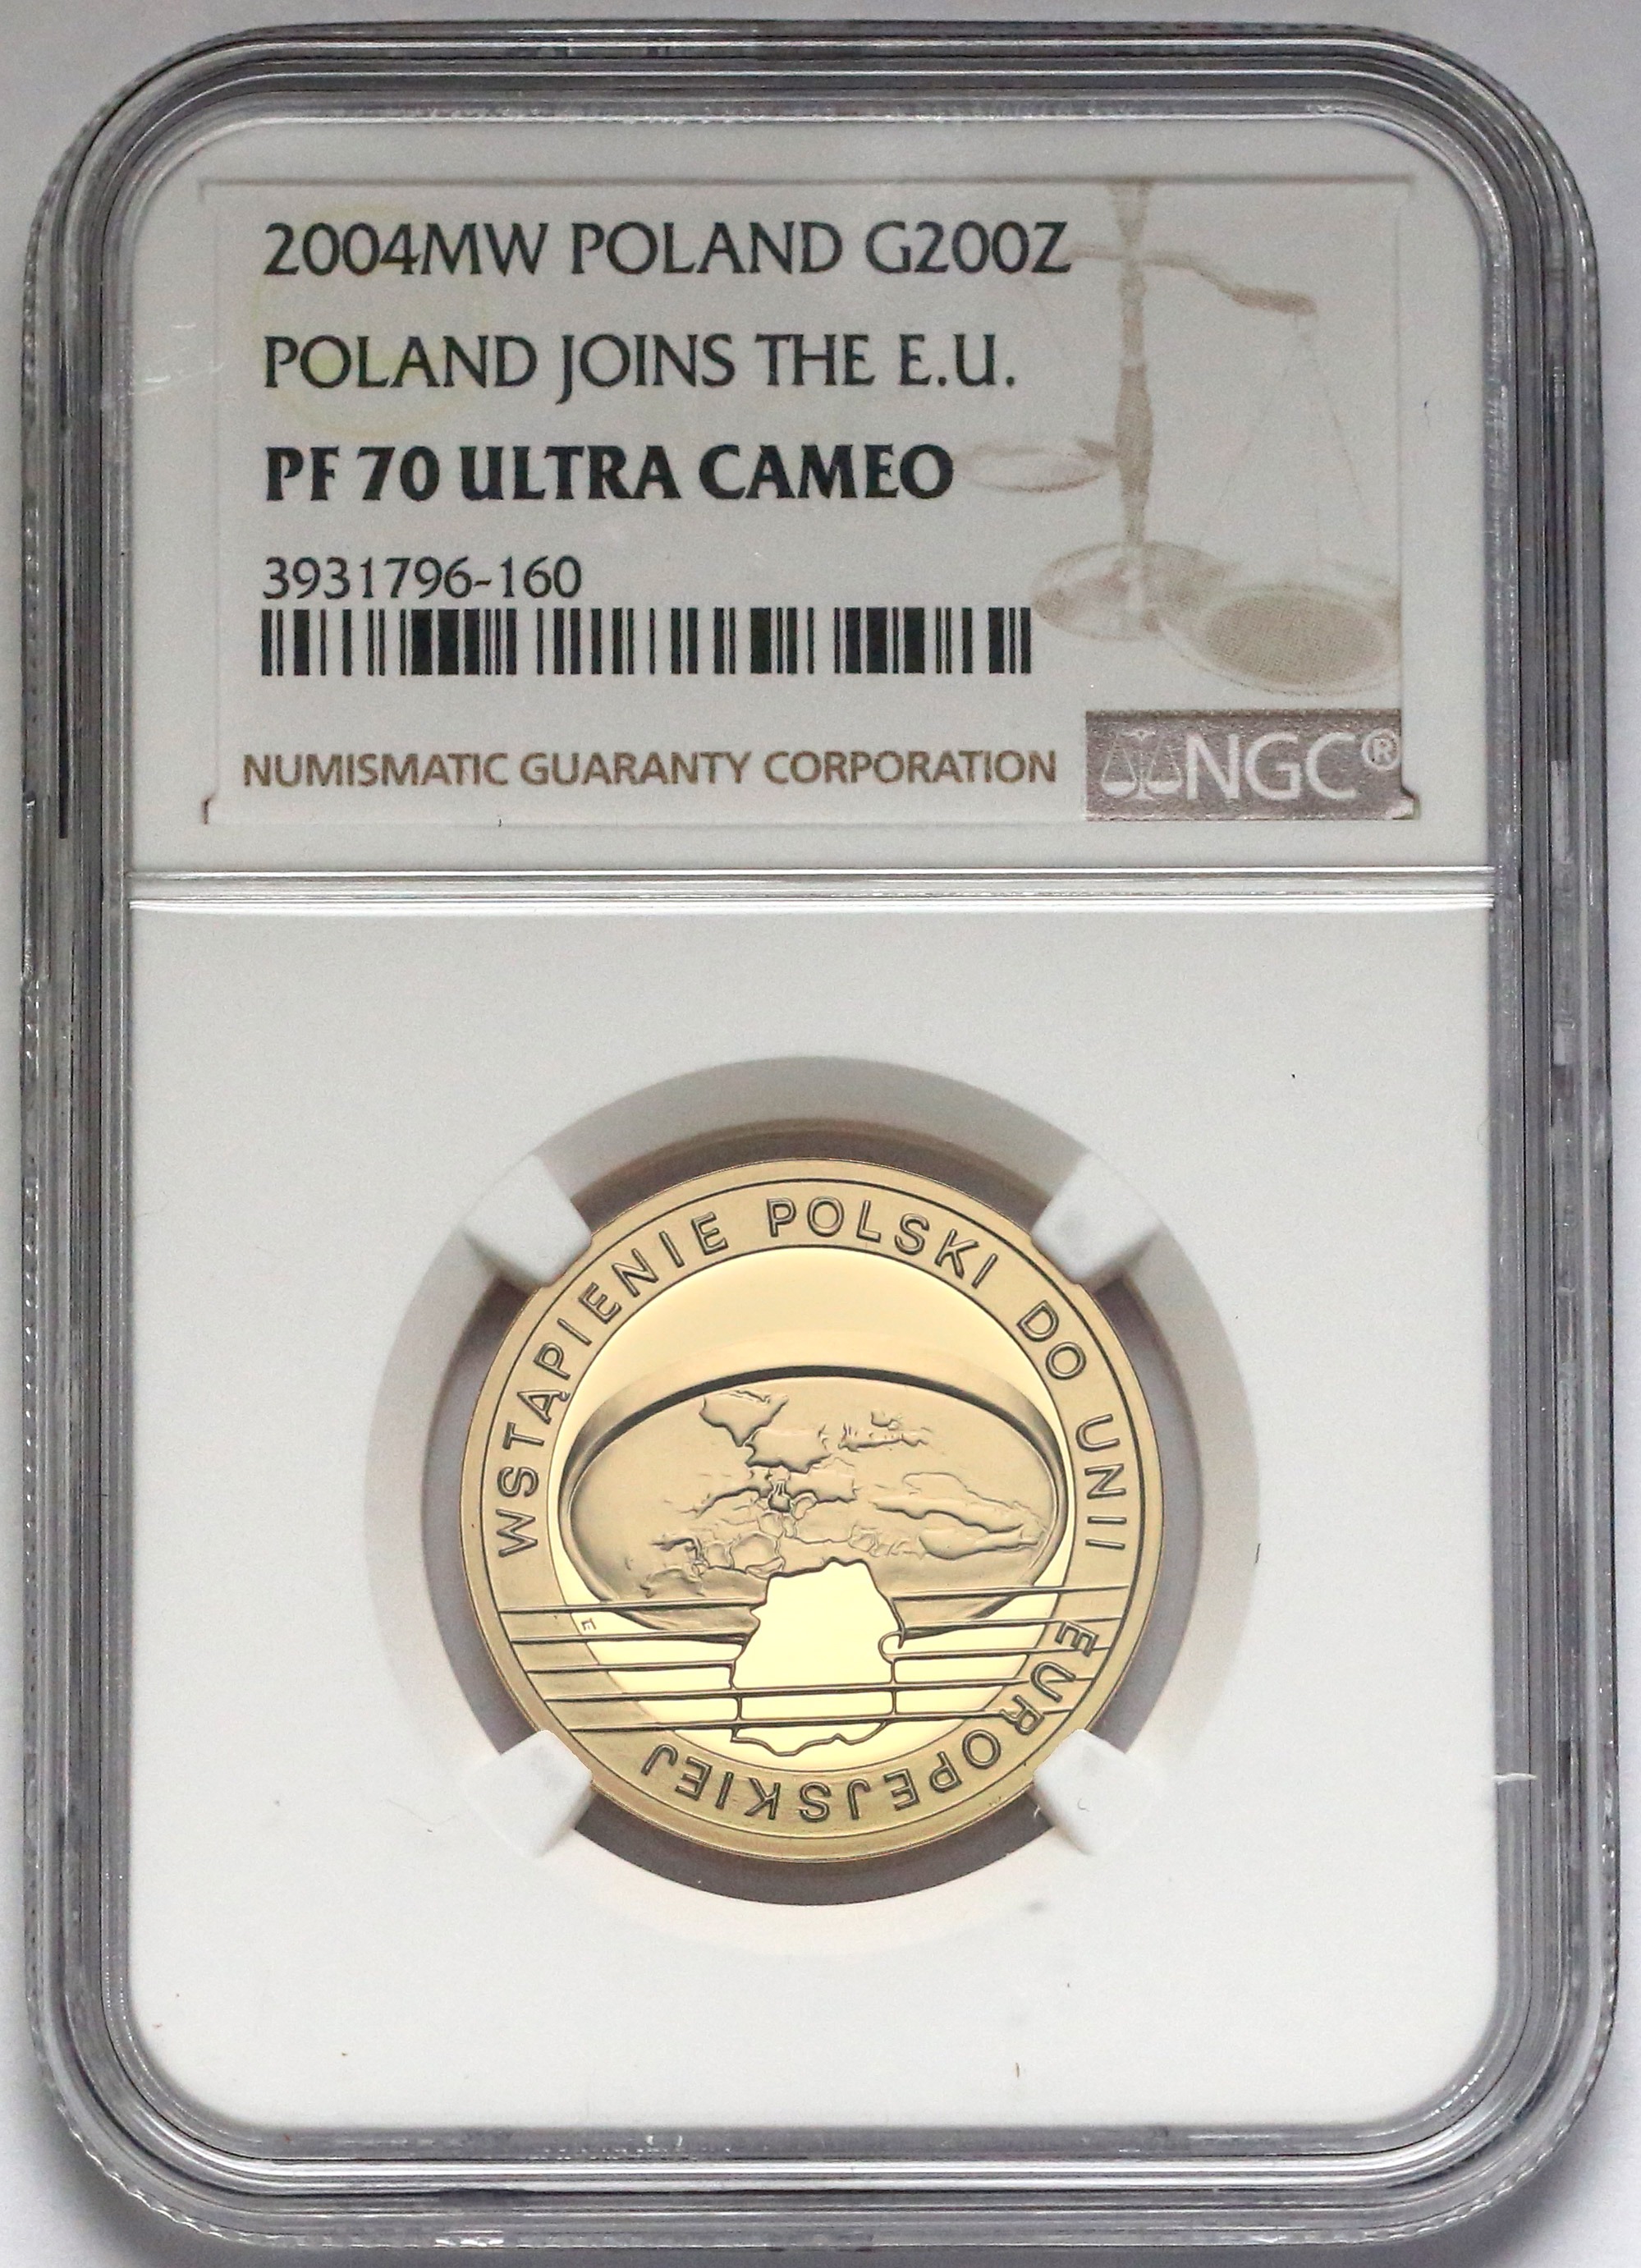 2004MW POLAND G200Z
POLAND JOINS THE E.U.
PF 70 ULTRA CAMEO
3931796-160
NUMISMATIC GUARANTY CORPORATION
NGC®
WSTĄPIENIE POLSKI DO UNII EUROPEJSKIEJ